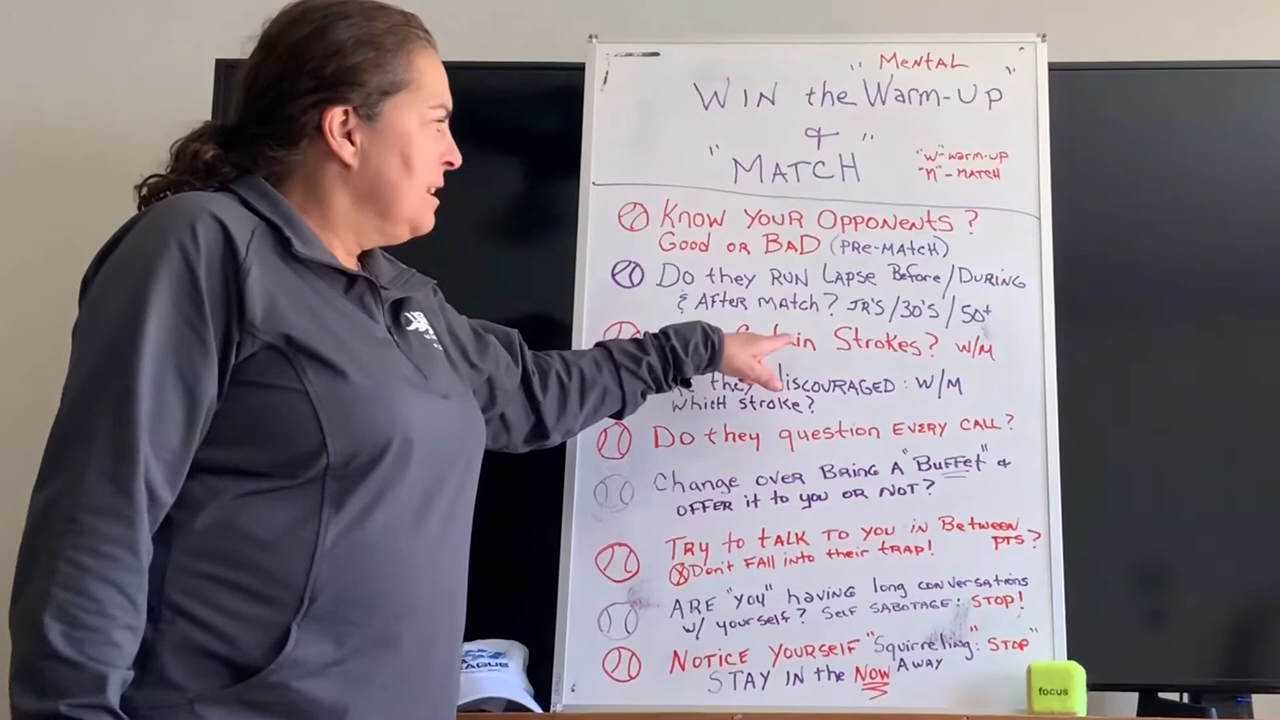 "Mental"
WIN the "Warm-Up
&
"MATCH"
"W"-warm-up
"M"-MATCH
Know Your Opponents?
Good or BAD (PRe-MAtcH)
Do they RUN Lapse Before/During
& After match? JR'S/30'S/50+
in Strokes? W/M
they DISCOURAGED: W/M
which stroke?
Do they question EVERY CALL?
Change over Bring A "Buffet" &
OFFER it to you OR NOT?
TRY to tALK TO YOU IN Between PTS?
Don't FALL into their tRAP!
ARE "you" having long conversations
w/ yourself? Self SABOTAGE: STOP!
NOTICE YOURSELF "Squirreling:" STOP"
STAY IN the Now AWAY
focus